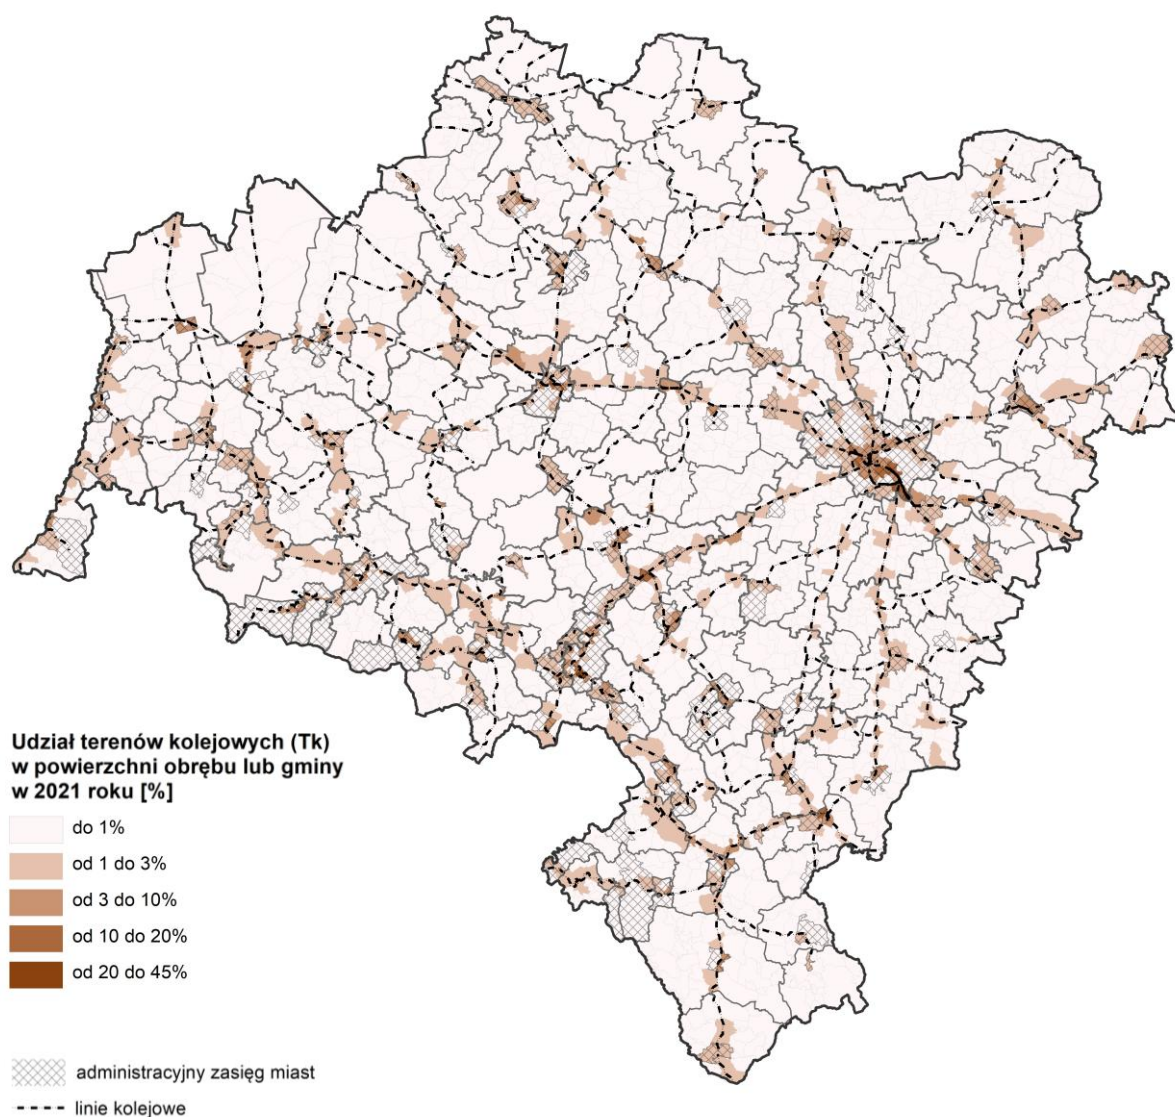 Udział terenów kolejowych (Tk)
w powierzchni obrębu lub gminy
w 2021 roku [%]
do 1%
od 1 do 3%
od 3 do 10%
od 10 do 20%
od 20 do 45%
administracyjny zasięg miast
linie kolejowe